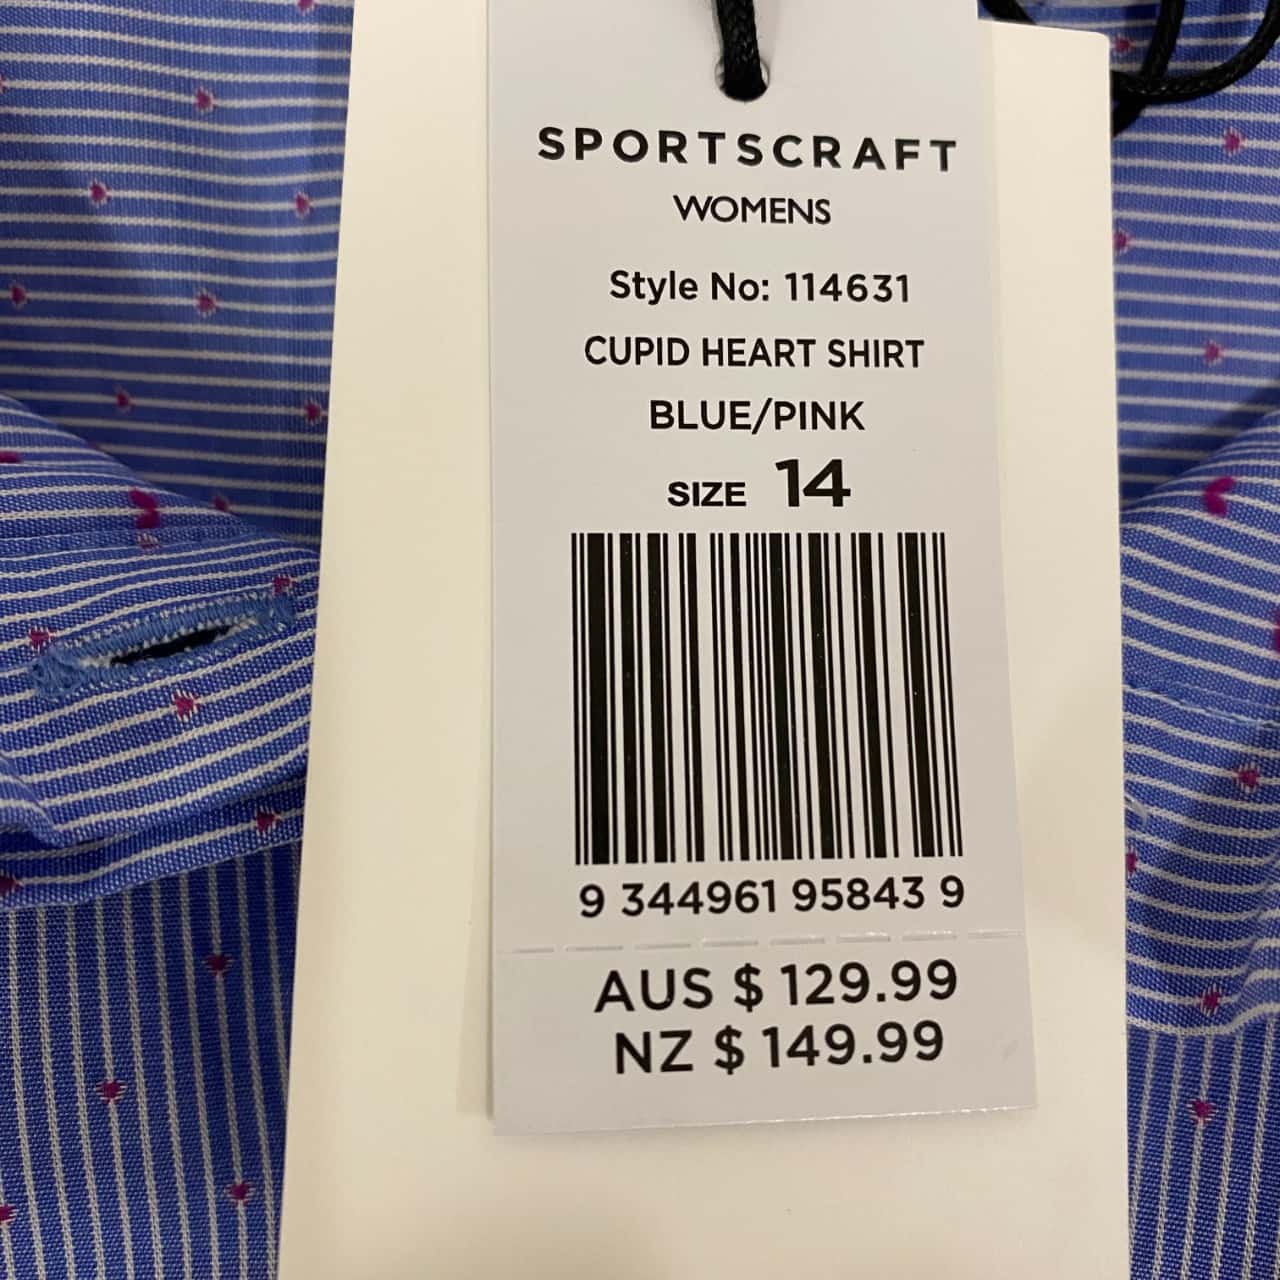 SPORTSCRAFT
WOMENS
Style No: 114631
CUPID HEART SHIRT
BLUE/PINK
SIZE 14
9 344961 95843 9
AUS $ 129.99
NZ $ 149.99